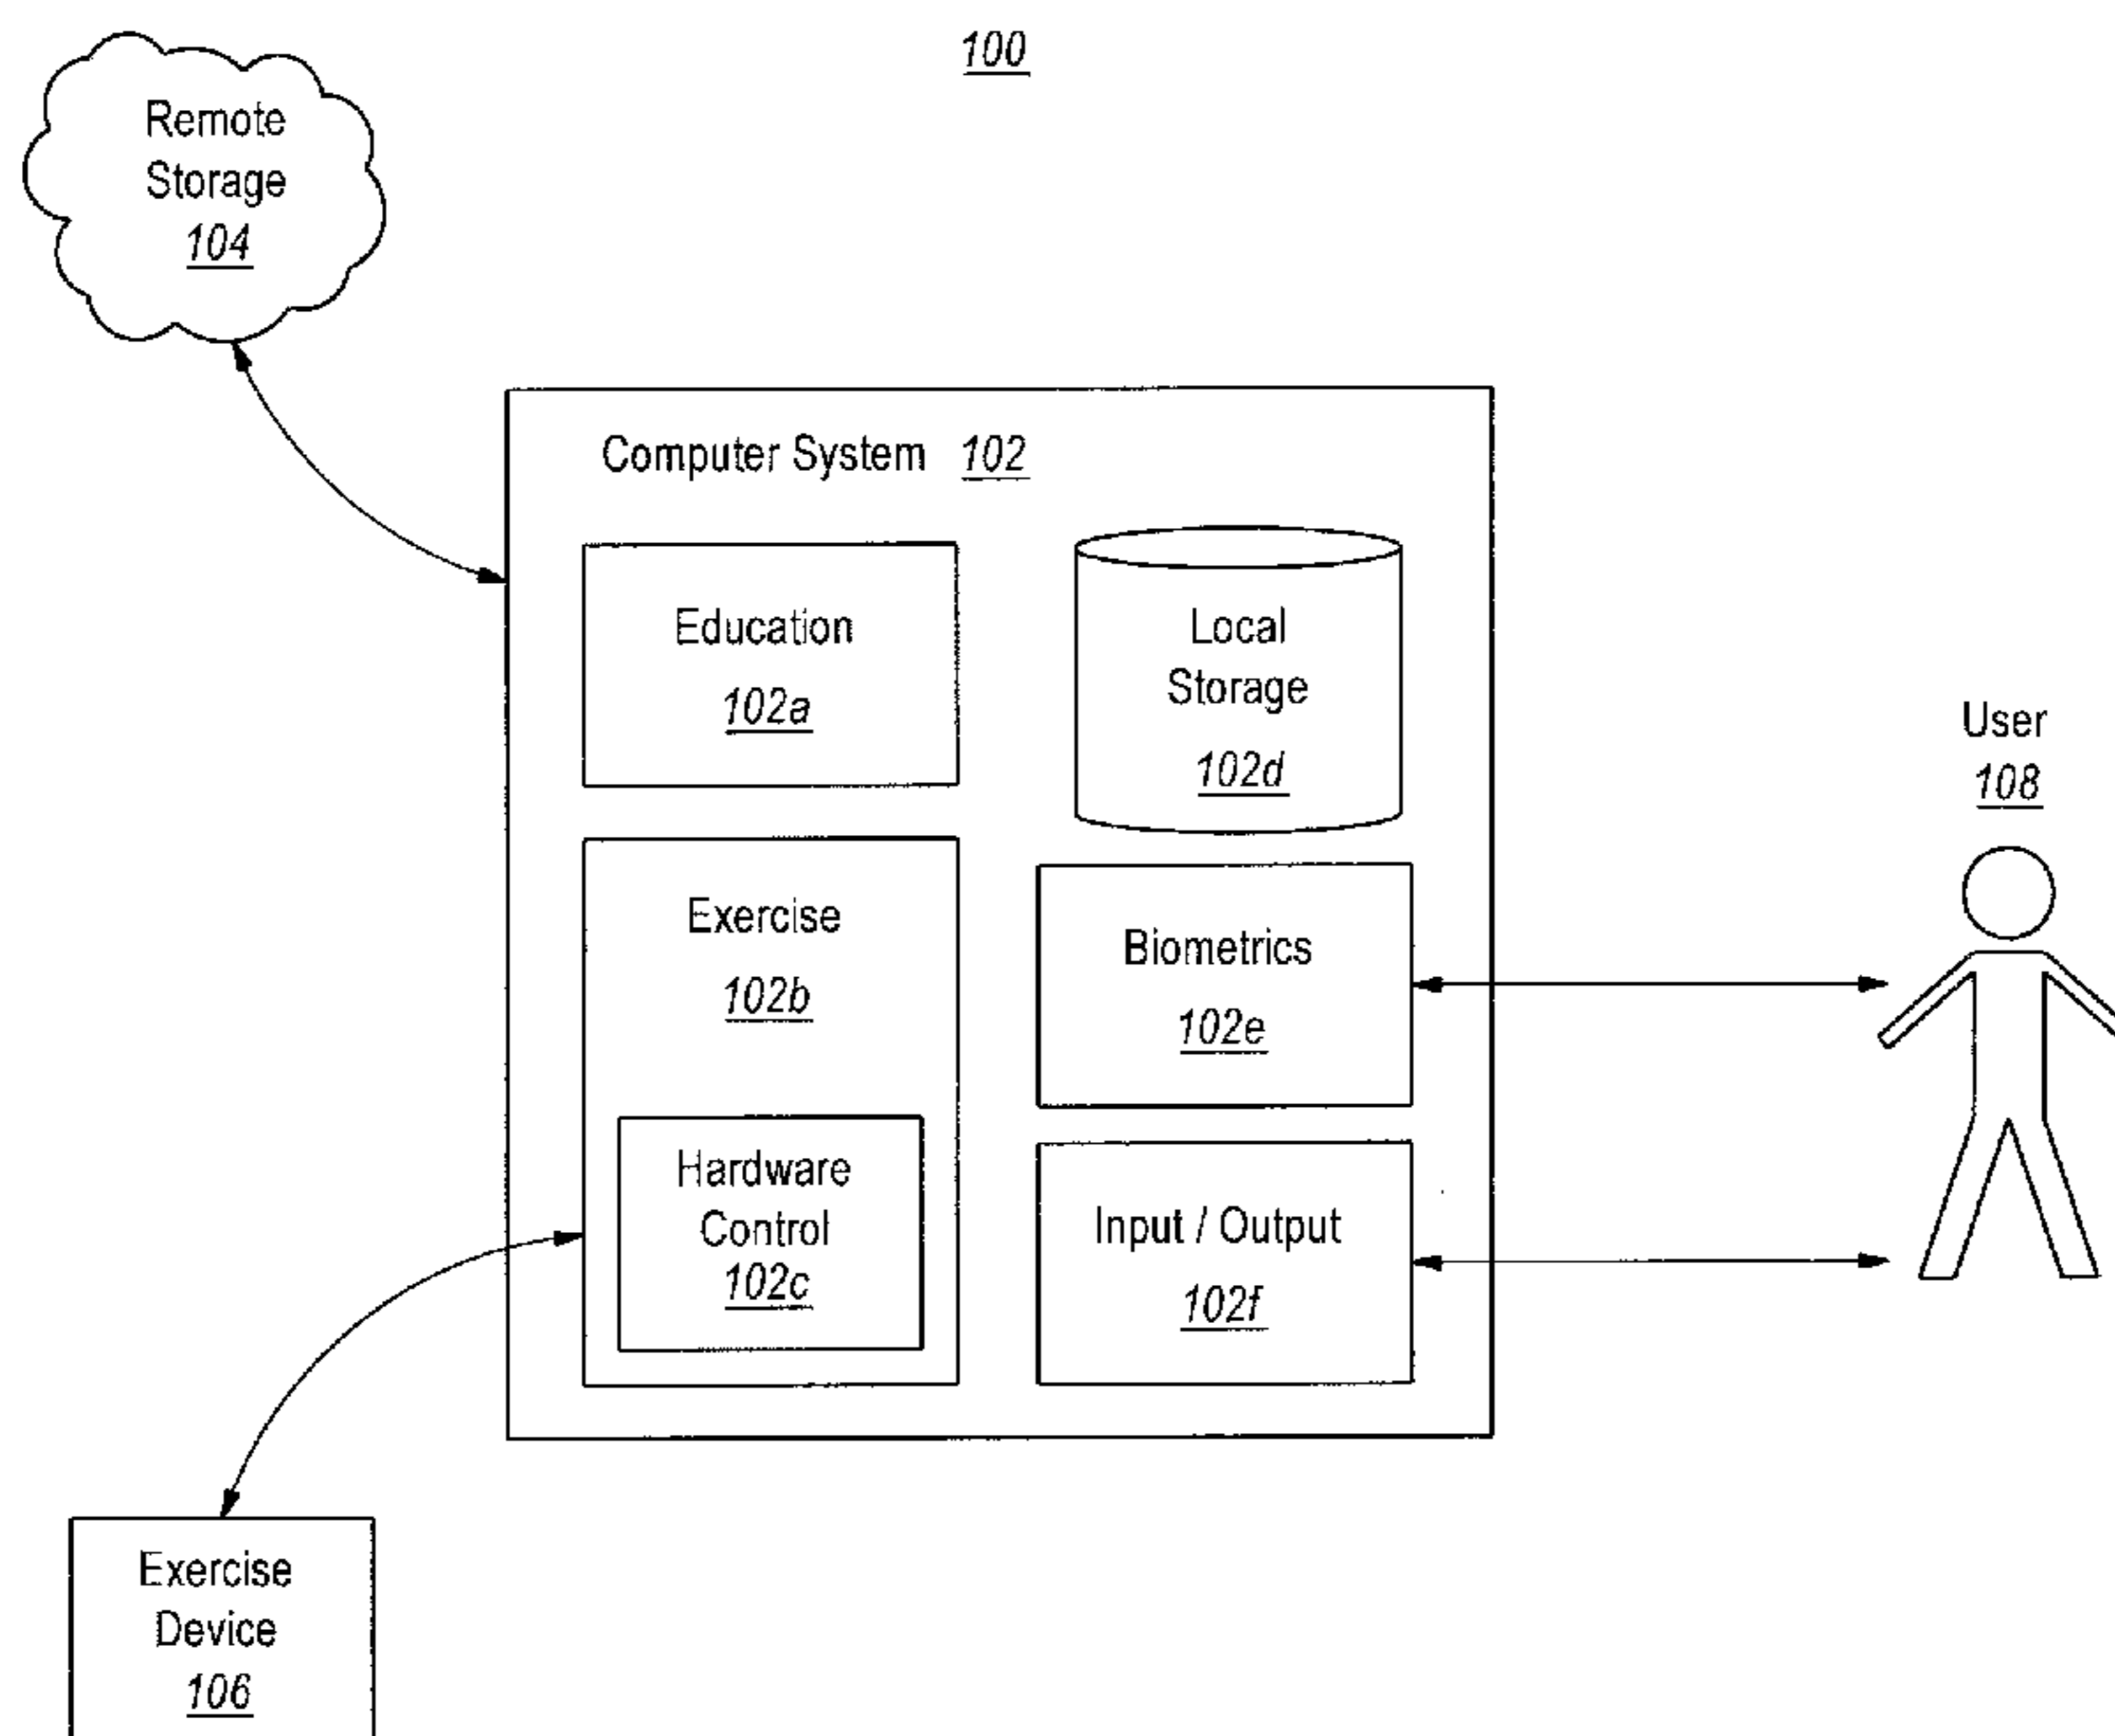 100
Remote
Storage
104
Computer System 102
Education
102a
Local
Storage
102d
Exercise
102b
Hardware
Control
102c
Biometrics
102e
Input / Output
102f
User
108
Exercise
Device
106